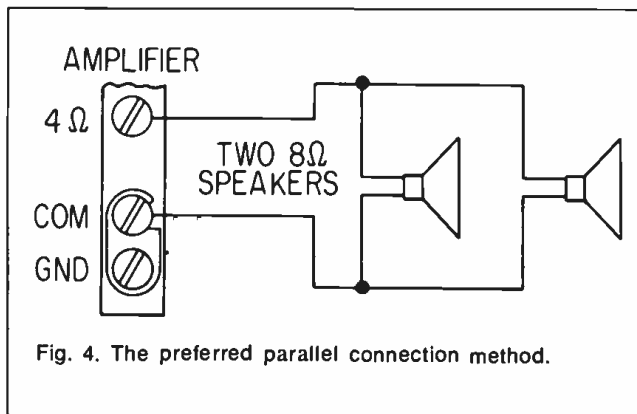 AMPLIFIER
4 Ω
TWO 8Ω
SPEAKERS
COM
GND
Fig. 4. The preferred parallel connection method.